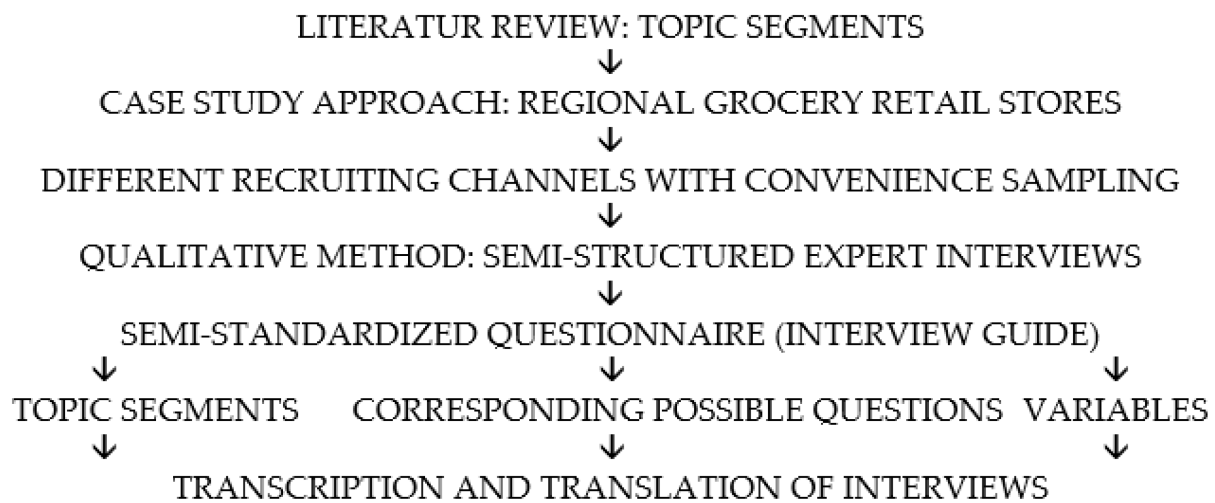 LITERATUR REVIEW: TOPIC SEGMENTS
↓
CASE STUDY APPROACH: REGIONAL GROCERY RETAIL STORES
↓
DIFFERENT RECRUITING CHANNELS WITH CONVENIENCE SAMPLING
↓
QUALITATIVE METHOD: SEMI-STRUCTURED EXPERT INTERVIEWS
↓
SEMI-STANDARDIZED QUESTIONNAIRE (INTERVIEW GUIDE)
↓ ↓ ↓
TOPIC SEGMENTS CORRESPONDING POSSIBLE QUESTIONS VARIABLES
↓ ↓ ↓
TRANSCRIPTION AND TRANSLATION OF INTERVIEWS